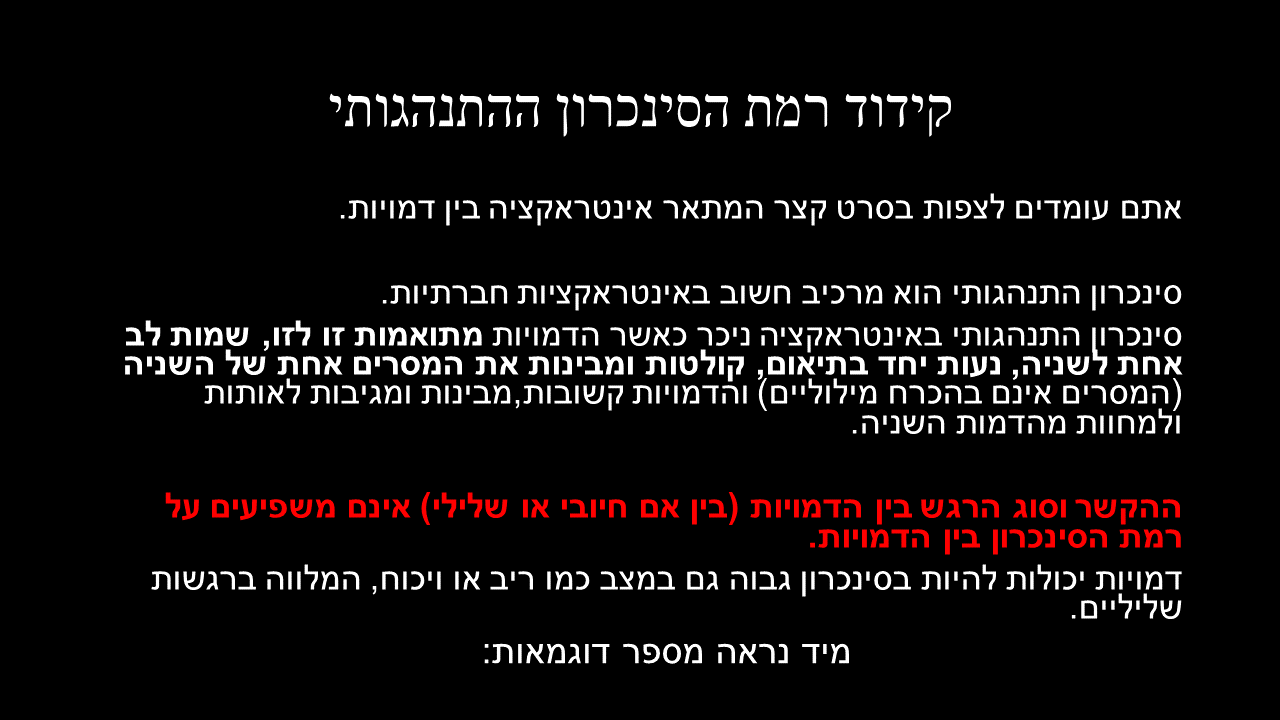 קידוד רמת הסינכרון ההתנהגותי
אתם עומדים לצפות בסרט קצר המתאר אינטראקציה בין דמויות.
סינכרון התנהגותי הוא מרכיב חשוב באינטראקציות חברתיות.
סינכרון התנהגותי באינטראקציה ניכר כאשר הדמויות מתואמות זו לזו, שמות לב
אחת לשניה, נעות יחד בתיאום, קולטות ומבינות את המסרים אחת של השניה
(המסרים אינם בהכרח מילוליים) והדמויות קשובות,מבינות ומגיבות לאותות
ולמחוות מהדמות השניה.
ההקשר וסוג הרגש בין הדמויות (בין אם חיובי או שלילי) אינם משפיעים על
רמת הסינכרון בין הדמויות.
דמויות יכולות להיות בסינכרון גבוה גם במצב כמו ריב או ויכוח, המלווה ברגשות
שליליים.
מיד נראה מספר דוגמאות: